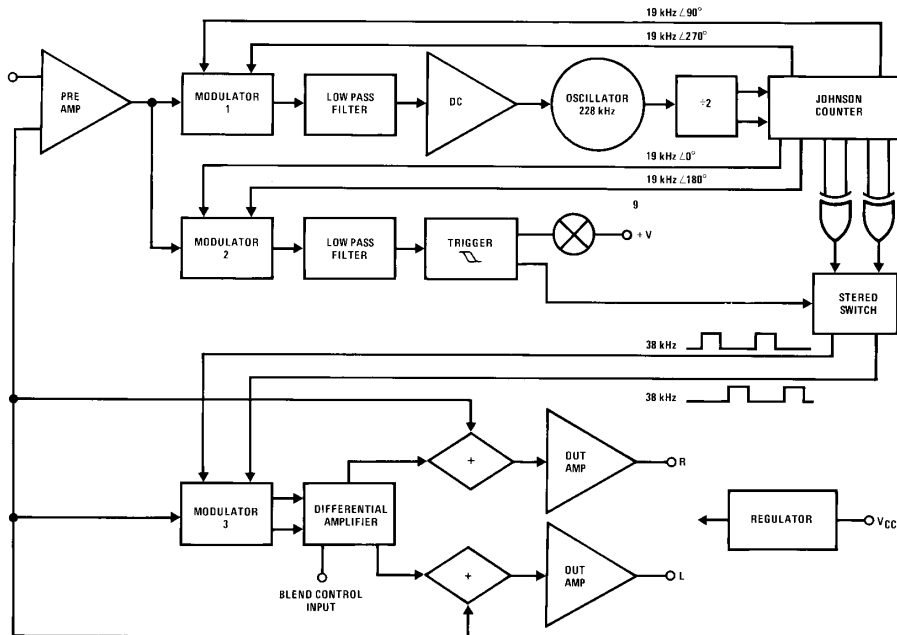 19 kHz ∠90°
19 kHz ∠270°
PRE
AMP
MODULATOR
1
LOW PASS
FILTER
DC
OSCILLATOR
228 kHz
÷2
JOHNSON
COUNTER
19 kHz ∠0°
19 kHz ∠180°
9
MODULATOR
2
LOW PASS
FILTER
TRIGGER
+ V
STERED
SWITCH
38 kHz
38 kHz
+
OUT
AMP
R
MODULATOR
3
DIFFERENTIAL
AMPLIFIER
REGULATOR
VCC
+
OUT
AMP
L
BLEND CONTROL
INPUT